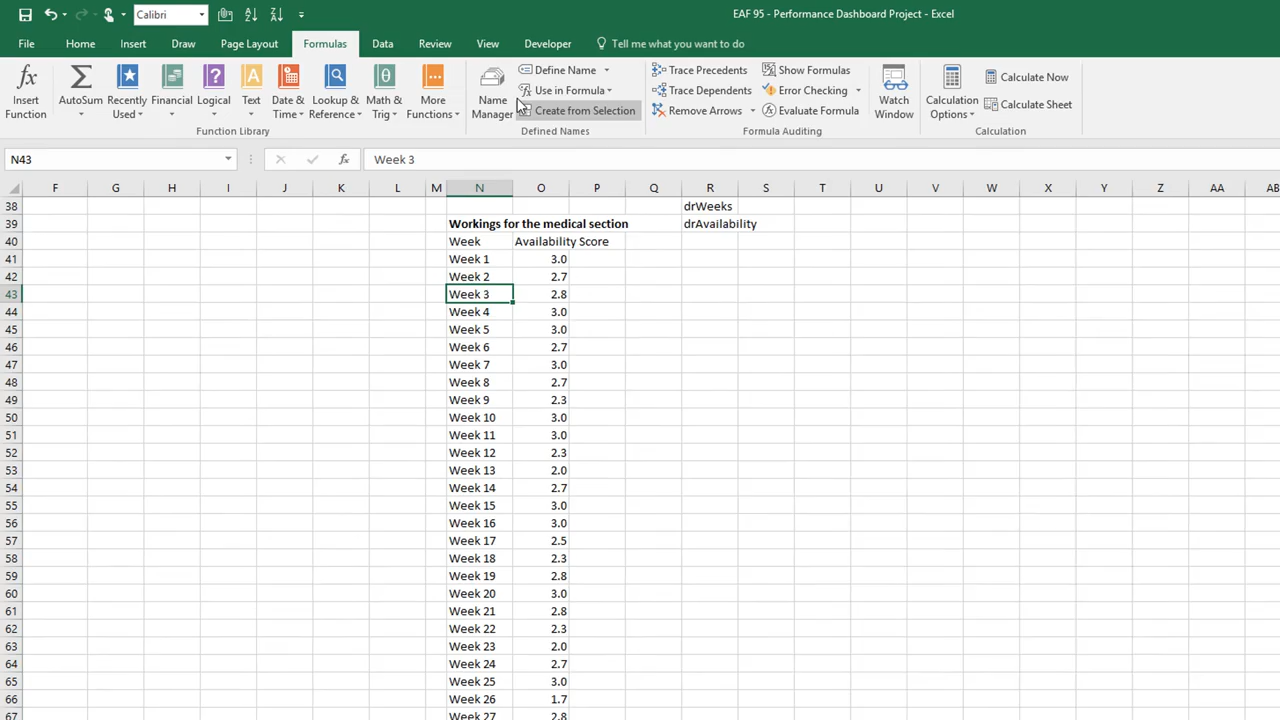 Calibri
EAF 95 - Performance Dashboard Project - Excel
File Home Insert Draw Page Layout Formulas Data Review View Developer Tell me what you want to do
Insert Function
AutoSum
Recently Used
Financial
Logical
Text
Date & Time
Lookup & Reference
Math & Trig
More Functions
Function Library
Name Manager
Define Name
Use in Formula
Create from Selection
Defined Names
Trace Precedents
Trace Dependents
Remove Arrows
Show Formulas
Error Checking
Evaluate Formula
Formula Auditing
Watch Window
Calculation Options
Calculate Now
Calculate Sheet
Calculation
N43 fx Week 3
F G H I J K L M N O P Q R S T U V W X Y Z AA AB
38 drWeeks
39 Workings for the medical section drAvailability
40 Week Availability Score
41 Week 1 3.0
42 Week 2 2.7
43 Week 3 2.8
44 Week 4 3.0
45 Week 5 3.0
46 Week 6 2.7
47 Week 7 3.0
48 Week 8 2.7
49 Week 9 2.3
50 Week 10 3.0
51 Week 11 3.0
52 Week 12 2.3
53 Week 13 2.0
54 Week 14 2.7
55 Week 15 3.0
56 Week 16 3.0
57 Week 17 2.5
58 Week 18 2.3
59 Week 19 2.8
60 Week 20 3.0
61 Week 21 2.8
62 Week 22 2.3
63 Week 23 2.0
64 Week 24 2.7
65 Week 25 3.0
66 Week 26 1.7
67 Week 27 2.8